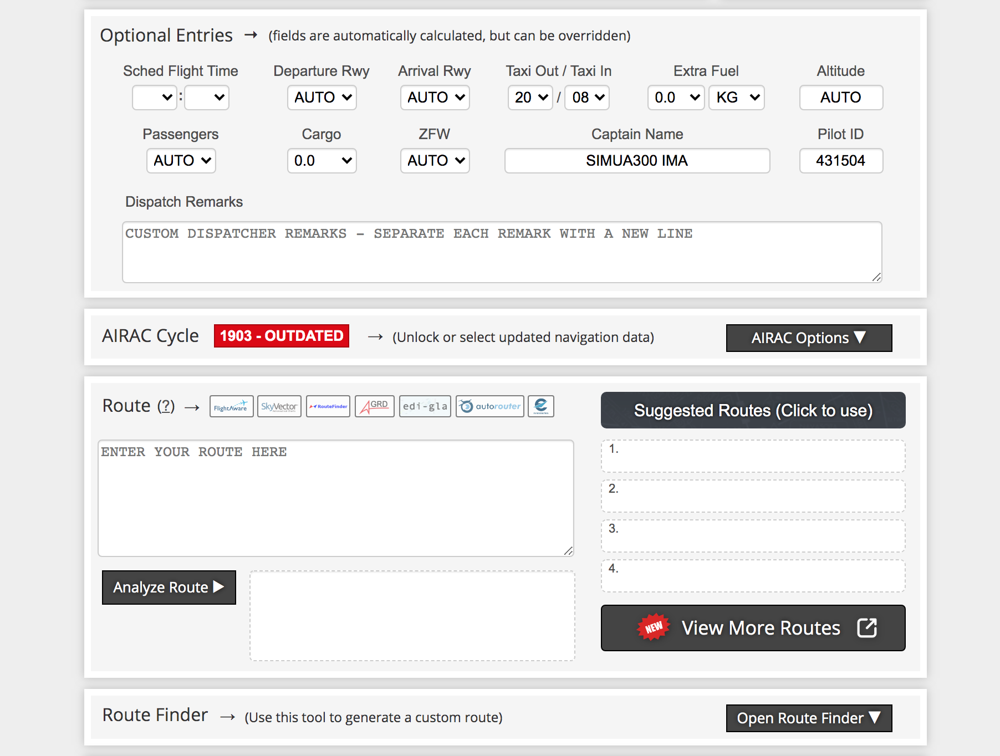 Optional Entries → (fields are automatically calculated, but can be overridden)
Sched Flight Time Departure Rwy Arrival Rwy Taxi Out / Taxi In Extra Fuel Altitude
: AUTO AUTO 20 / 08 0.0 KG AUTO
Passengers Cargo ZFW Captain Name Pilot ID
AUTO 0.0 AUTO SIMUA300 IMA 431504
Dispatch Remarks
CUSTOM DISPATCHER REMARKS - SEPARATE EACH REMARK WITH A NEW LINE
AIRAC Cycle 1903 - OUTDATED → (Unlock or select updated navigation data) AIRAC Options ▼
Route (?) → FlightAware SkyVector RouteFinder GRD edi-gla autorouter
ENTER YOUR ROUTE HERE
Analyze Route ▶
Suggested Routes (Click to use)
1.
2.
3.
4.
NEW View More Routes
Route Finder → (Use this tool to generate a custom route) Open Route Finder ▼